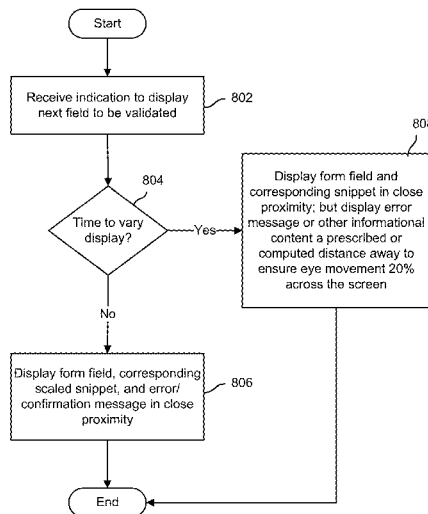 Start
Receive indication to display
next field to be validated
802
804
Time to vary
display?
Yes
No
Display form field and
corresponding snippet in close
proximity; but display error
message or other informational
content a prescribed or
computed distance away to
ensure eye movement 20%
across the screen
Display form field, corresponding
scaled snippet, and error/
confirmation message in close
proximity
806
End